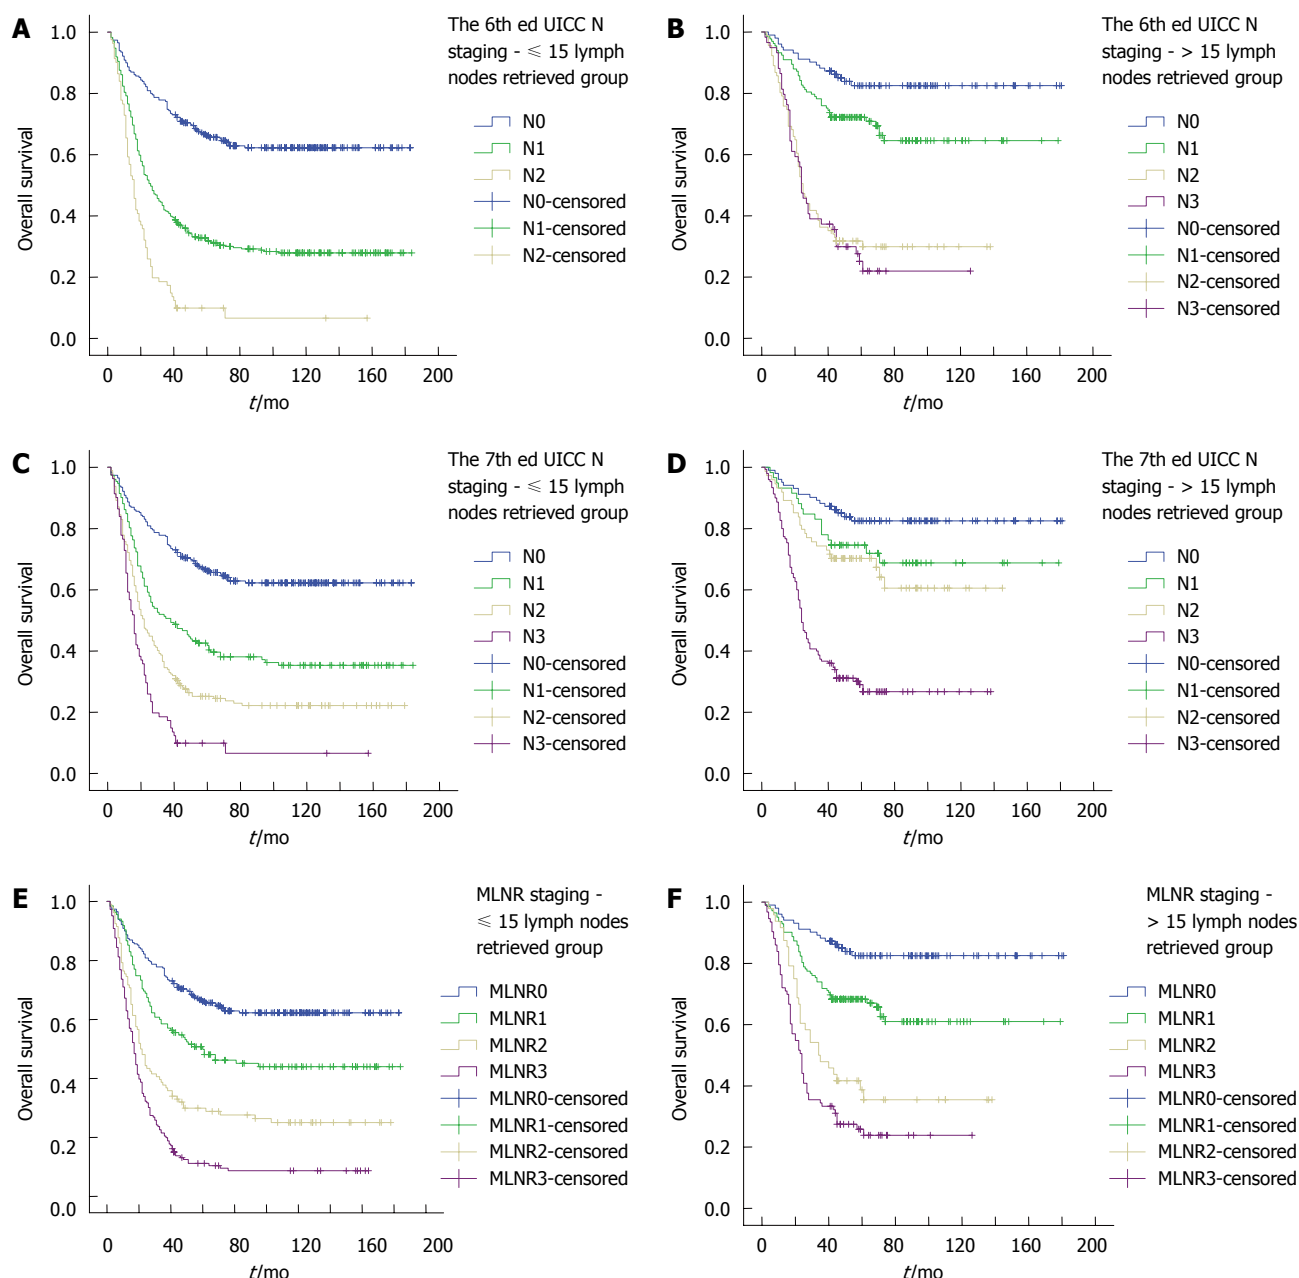 A
The 6th ed UICC N
staging - ≤ 15 lymph
nodes retrieved group
N0
N1
N2
N0-censored
N1-censored
N2-censored
Overall survival
1.0
0.8
0.6
0.4
0.2
0.0
0 40 80 120 160 200
t/mo
B
The 6th ed UICC N
staging - > 15 lymph
nodes retrieved group
N0
N1
N2
N3
N0-censored
N1-censored
N2-censored
N3-censored
Overall survival
1.0
0.8
0.6
0.4
0.2
0.0
0 40 80 120 160 200
t/mo
C
The 7th ed UICC N
staging - ≤ 15 lymph
nodes retrieved group
N0
N1
N2
N3
N0-censored
N1-censored
N2-censored
N3-censored
Overall survival
1.0
0.8
0.6
0.4
0.2
0.0
0 40 80 120 160 200
t/mo
D
The 7th ed UICC N
staging - > 15 lymph
nodes retrieved group
N0
N1
N2
N3
N0-censored
N1-censored
N2-censored
N3-censored
Overall survival
1.0
0.8
0.6
0.4
0.2
0.0
0 40 80 120 160 200
t/mo
E
MLNR staging -
≤ 15 lymph nodes
retrieved group
MLNR0
MLNR1
MLNR2
MLNR3
MLNR0-censored
MLNR1-censored
MLNR2-censored
MLNR3-censored
Overall survival
1.0
0.8
0.6
0.4
0.2
0.0
0 40 80 120 160 200
t/mo
F
MLNR staging -
> 15 lymph nodes
retrieved group
MLNR0
MLNR1
MLNR2
MLNR3
MLNR0-censored
MLNR1-censored
MLNR2-censored
MLNR3-censored
Overall survival
1.0
0.8
0.6
0.4
0.2
0.0
0 40 80 120 160 200
t/mo